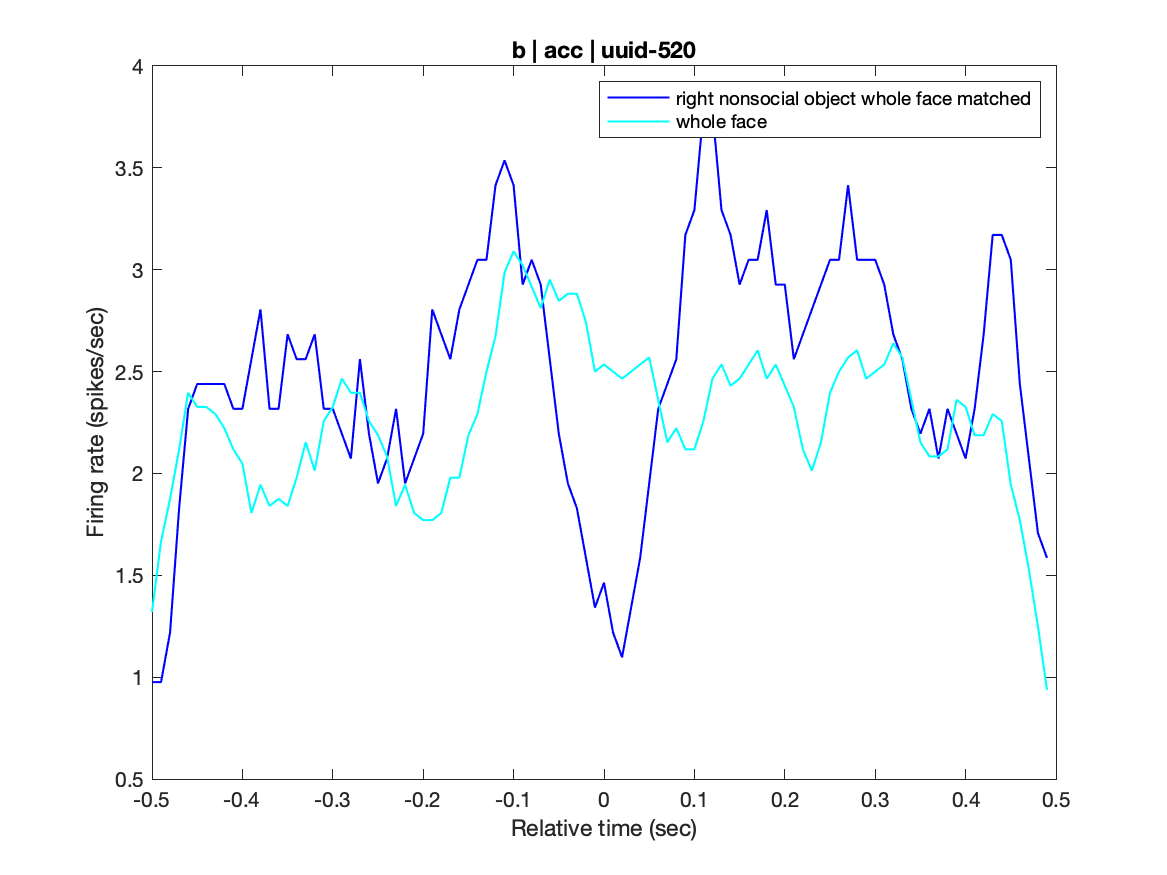 b | acc | uuid-520
right nonsocial object whole face matched
whole face
Firing rate (spikes/sec)
4
3.5
3
2.5
2
1.5
1
0.5
-0.5 -0.4 -0.3 -0.2 -0.1 0 0.1 0.2 0.3 0.4 0.5
Relative time (sec)